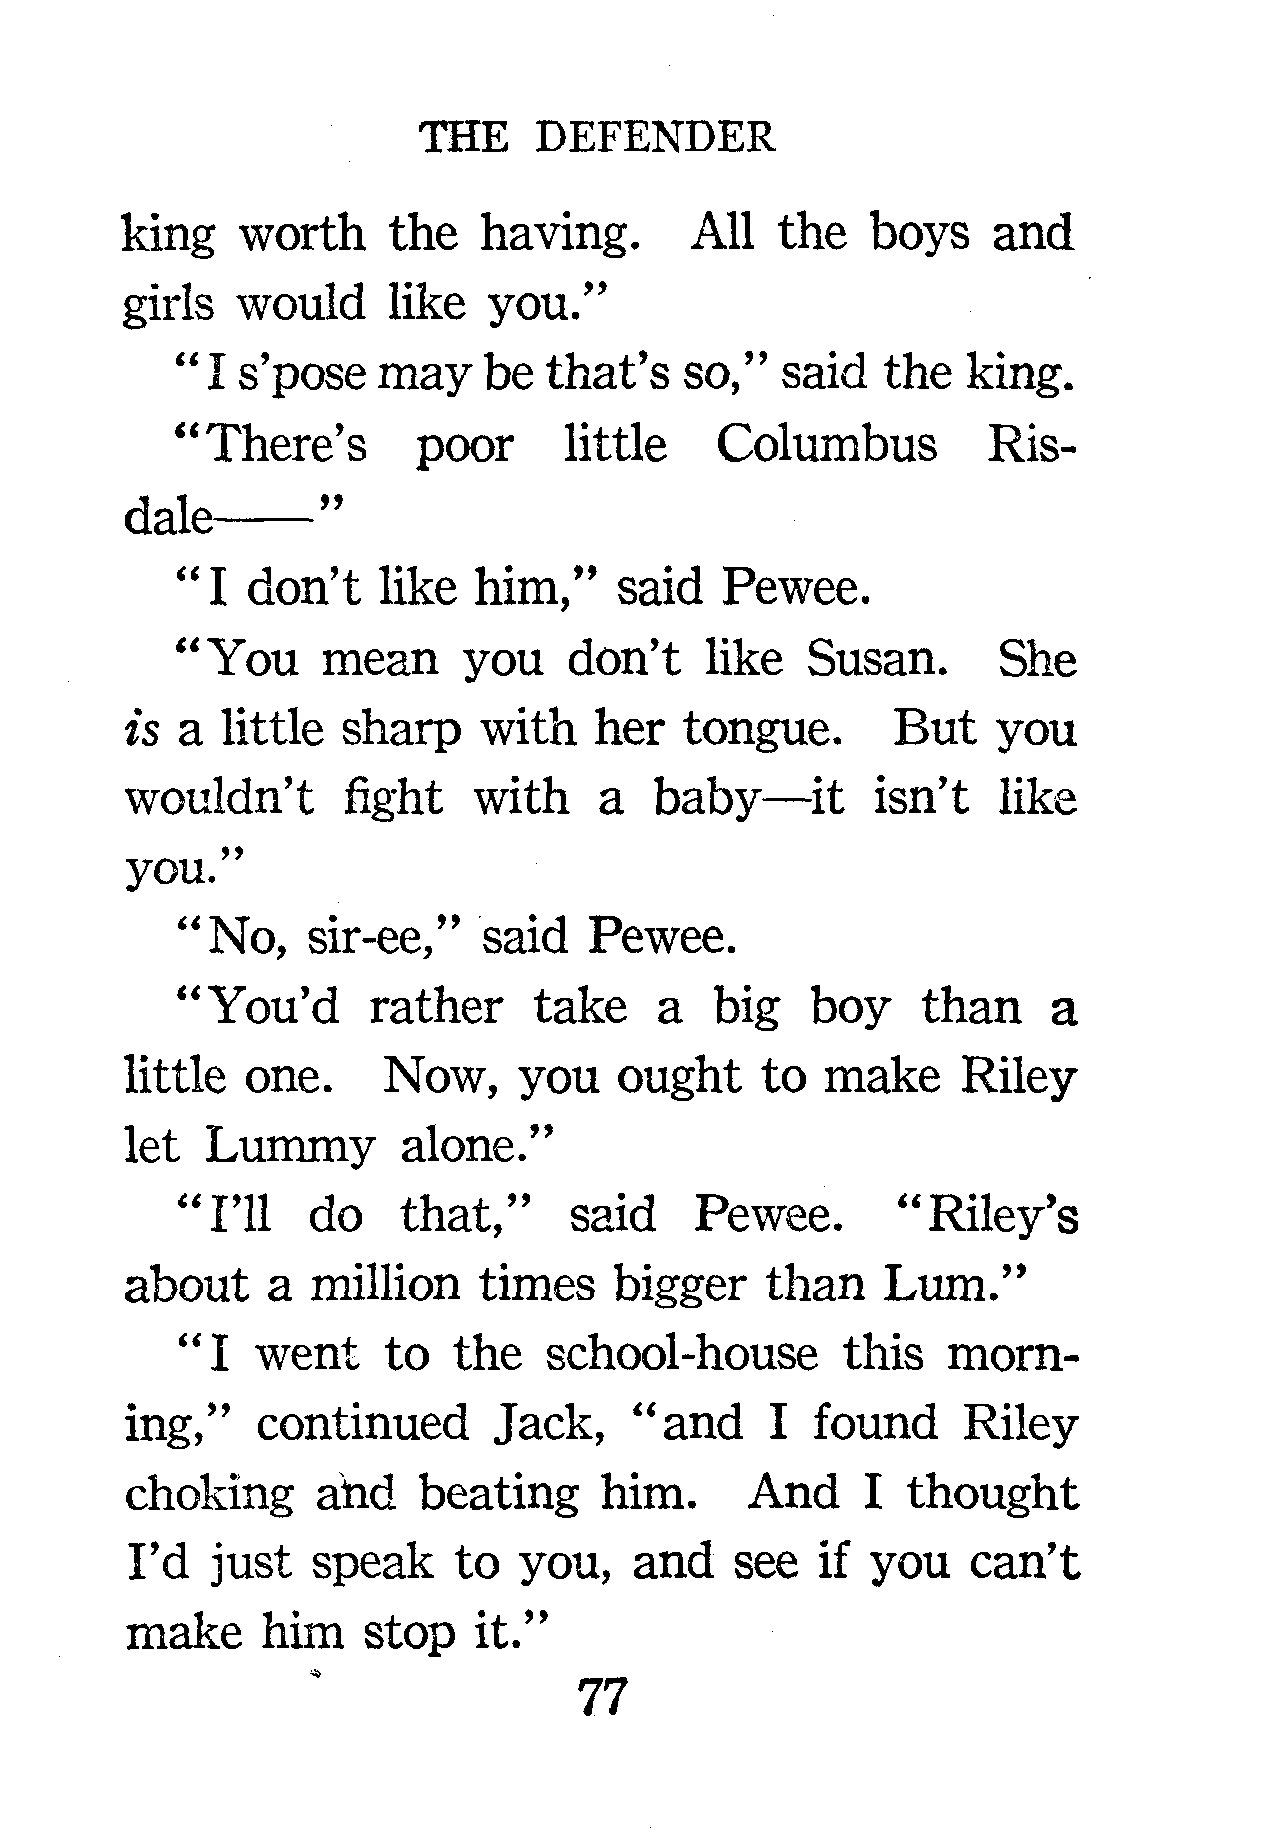 THE DEFENDER
king worth the having. All the boys and
girls would like you."
"I s'pose may be that's so," said the king.
"There's poor little Columbus Ris-
dale——"
"I don't like him," said Pewee.
"You mean you don't like Susan. She
is a little sharp with her tongue. But you
wouldn't fight with a baby—it isn't like
you."
"No, sir-ee," said Pewee.
"You'd rather take a big boy than a
little one. Now, you ought to make Riley
let Lummy alone."
"I'll do that," said Pewee. "Riley's
about a million times bigger than Lum."
"I went to the school-house this morn-
ing," continued Jack, "and I found Riley
choking and beating him. And I thought
I'd just speak to you, and see if you can't
make him stop it."
77